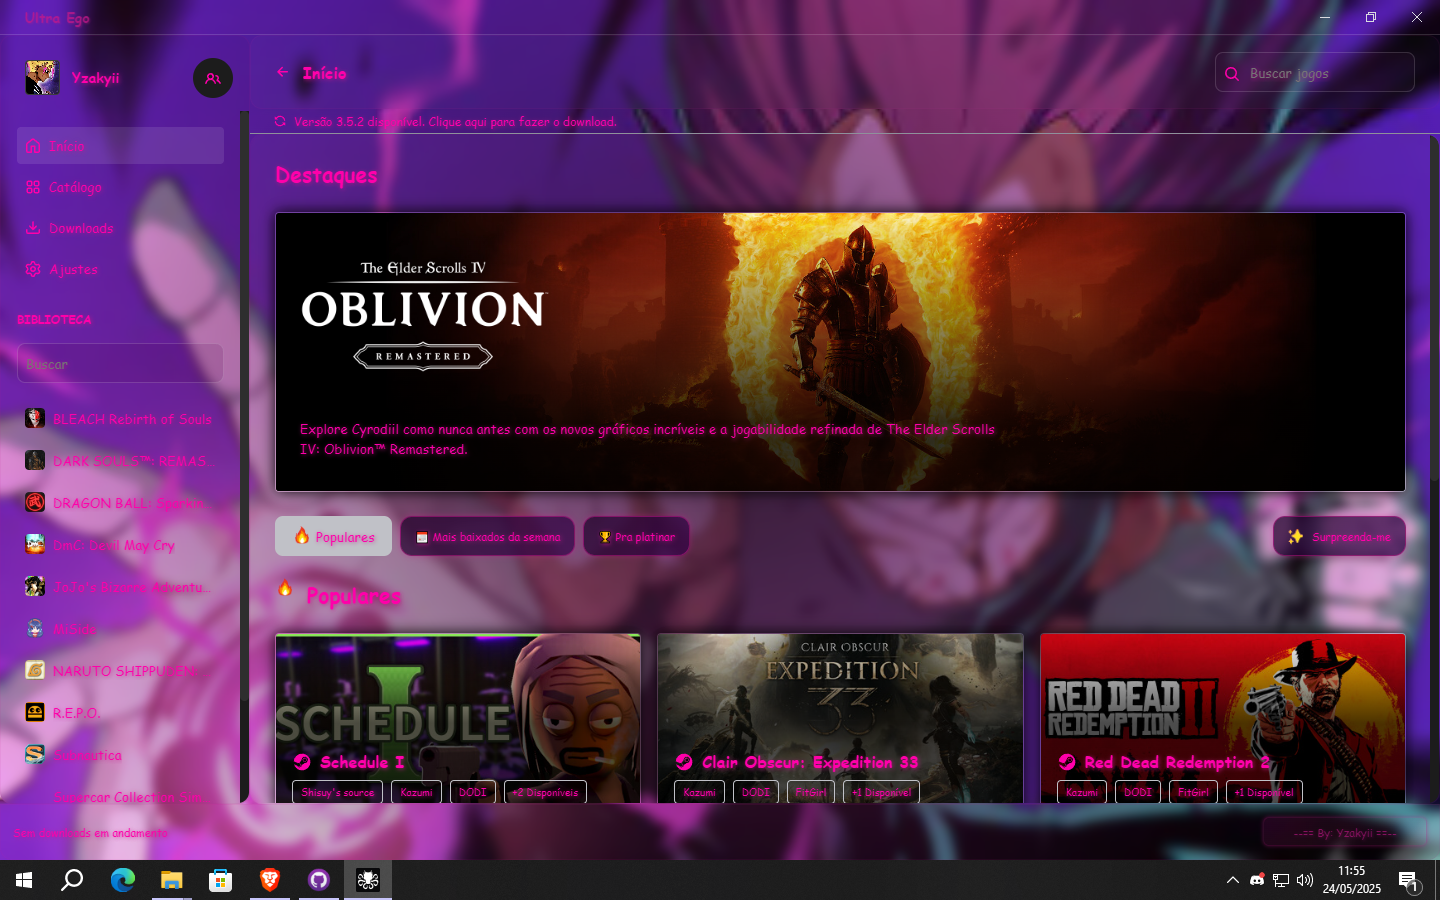 Ultra Ego
Yzakyii
Início
Buscar jogos
Versão 3.5.2 disponível. Clique aqui para fazer o download.
Início
Catálogo
Downloads
Ajustes
BIBLIOTECA
Buscar
BLEACH Rebirth of Souls
DARK SOULS™: REMAS...
DRAGON BALL: Sparkin...
DmC: Devil May Cry
JoJo's Bizarre Adventu...
MiSide
NARUTO SHIPPUDEN:
R.E.P.O.
Subnautica
Supercar Collection
Destaques
The Elder Scrolls IV
OBLIVION
REMASTERED
Explore Cyrodiil como nunca antes com os novos gráficos incríveis e a jogabilidade refinada de The Elder Scrolls
IV: Oblivion™ Remastered.
Populares
Mais baixados da semana
Pra platinar
Surpreenda-me
Populares
SCHEDULE I
Schedule I
Shisuy's source
Kazumi
DODI
+2 Disponíveis
CLAIR OBSCUR
EXPEDITION
33
Clair Obscur: Expedition 33
Kazumi
DODI
FitGirl
+1 Disponível
RED DEAD
REDEMPTION II
Red Dead Redemption 2
Kazumi
DODI
FitGirl
+1 Disponível
Sem downloads em andamento
--== By: Yzakyii ==--
11:55
24/05/2025
1